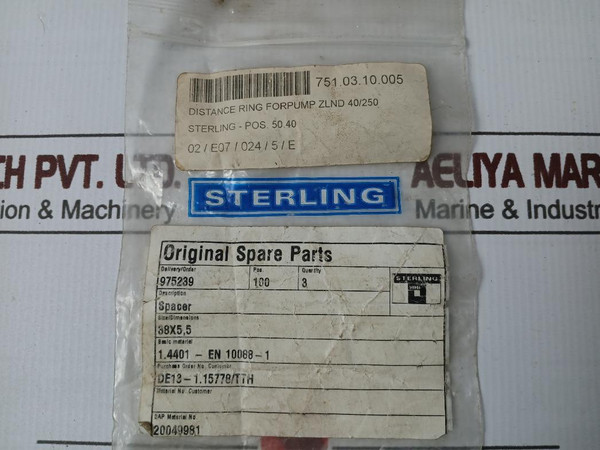 751.03.10.005
DISTANCE RING FORPUMP ZLND 40/250
STERLING - POS. 50.40
02 / E07 / 024 / 5 / E
CH PVT. LTD.
AELIYA MAR
ion & Machinery
Marine & Indust
STERLING
Original Spare Parts
Delivery/Order
Pos.
Quantity
975239
100
3
STERLING
Description
Spacer
Size/Dimensions
38X5,5
Basic material
1.4401 - EN 10088-1
Purchase Order No. Customer
DE13-1.15778/TTH
Material No. Customer
SAP Material No
20049981